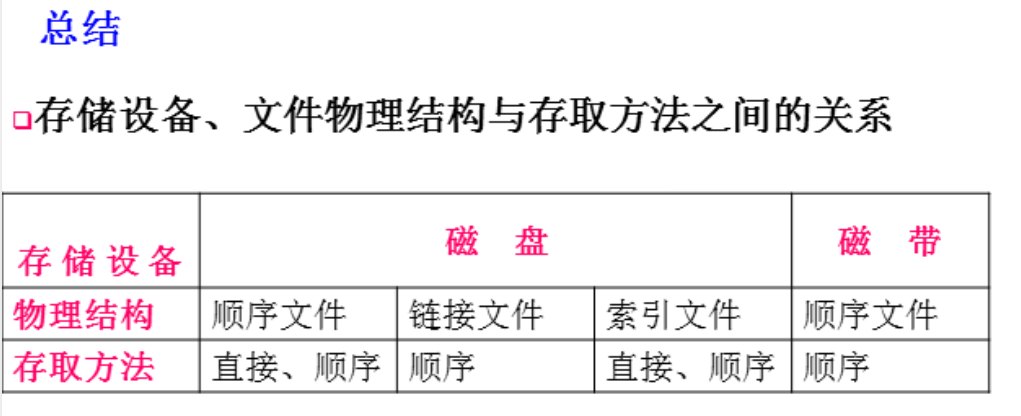 总结
存储设备、文件物理结构与存取方法之间的关系
存储设备 磁 盘 磁 带
物理结构 顺序文件 链接文件 索引文件 顺序文件
存取方法 直接、顺序 顺序 直接、顺序 顺序